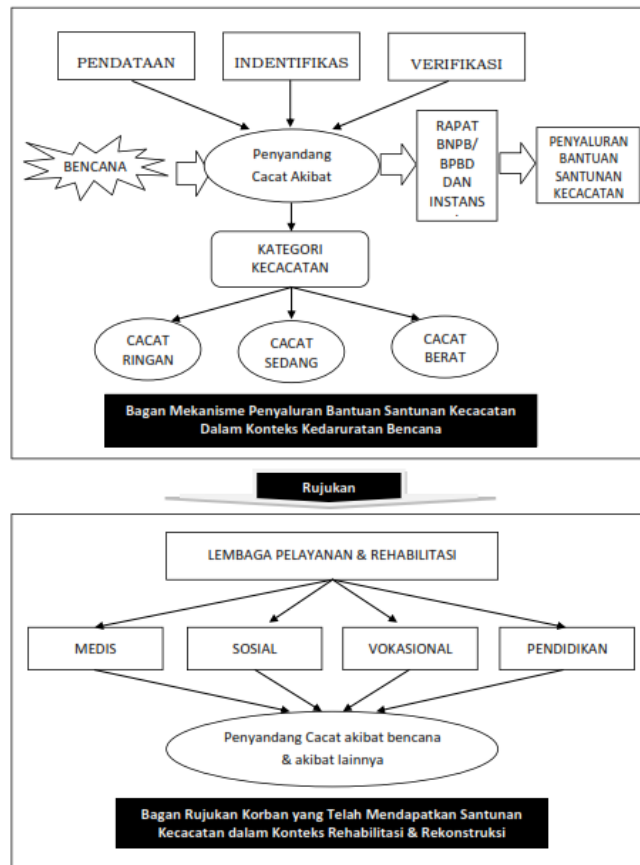 PENDATAAN
INDENTIFIKAS
VERIFIKASI
BENCANA
Penyandang
Cacat Akibat
RAPAT
BNPB/
BPBD
DAN
INSTANS
PENYALURAN
BANTUAN
SANTUNAN
KECACATAN
KATEGORI
KECACATAN
CACAT
RINGAN
CACAT
SEDANG
CACAT
BERAT
Bagan Mekanisme Penyaluran Bantuan Santunan Kecacatan
Dalam Konteks Kedaruratan Bencana
Rujukan
LEMBAGA PELAYANAN & REHABILITASI
MEDIS
SOSIAL
VOKASIONAL
PENDIDIKAN
Penyandang Cacat akibat bencana
& akibat lainnya
Bagan Rujukan Korban yang Telah Mendapatkan Santunan
Kecacatan dalam Konteks Rehabilitasi & Rekonstruksi